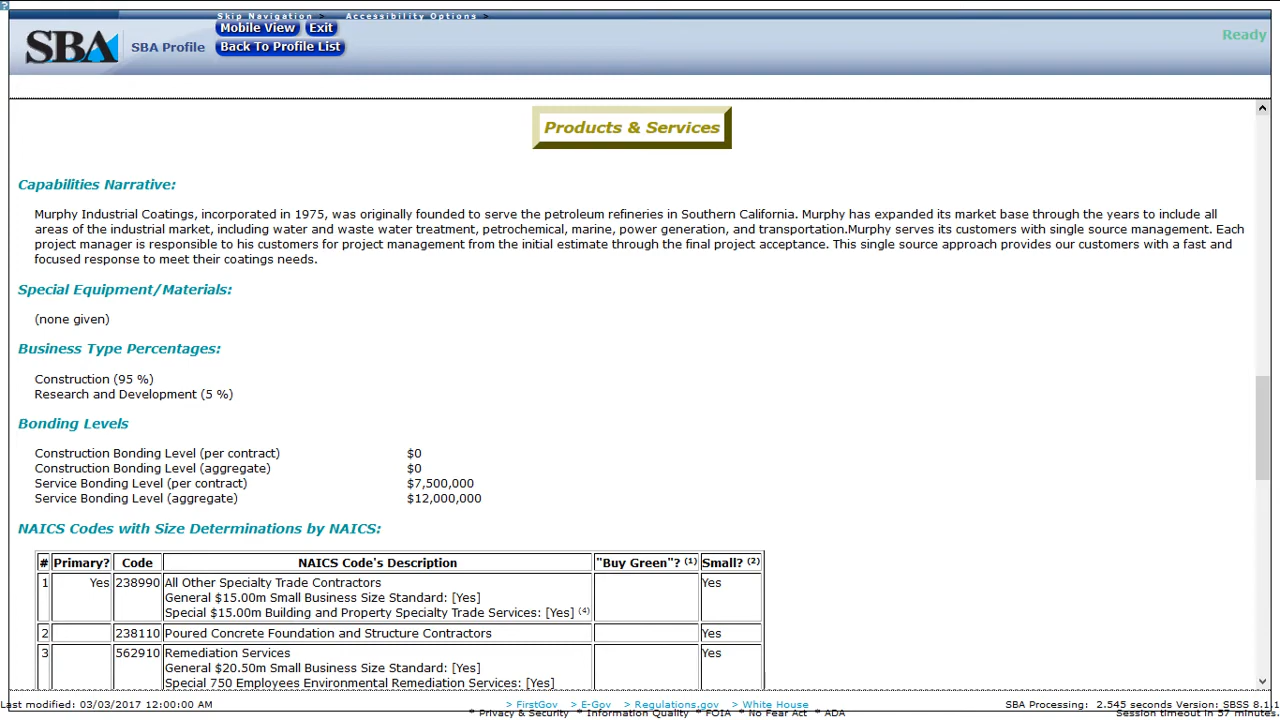 ?
Skip Navigation > Accessibility Options >
Mobile View Exit
SBA SBA Profile Back To Profile List
Ready
Products & Services
Capabilities Narrative:
Murphy Industrial Coatings, incorporated in 1975, was originally founded to serve the petroleum refineries in Southern California. Murphy has expanded its market base through the years to include all
areas of the industrial market, including water and waste water treatment, petrochemical, marine, power generation, and transportation.Murphy serves its customers with single source management. Each
project manager is responsible to his customers for project management from the initial estimate through the final project acceptance. This single source approach provides our customers with a fast and
focused response to meet their coatings needs.
Special Equipment/Materials:
(none given)
Business Type Percentages:
Construction (95 %)
Research and Development (5 %)
Bonding Levels
Construction Bonding Level (per contract) $0
Construction Bonding Level (aggregate) $0
Service Bonding Level (per contract) $7,500,000
Service Bonding Level (aggregate) $12,000,000
NAICS Codes with Size Determinations by NAICS:
# Primary? Code NAICS Code's Description "Buy Green"? (1) Small? (2)
1 Yes 238990 All Other Specialty Trade Contractors Yes
General $15.00m Small Business Size Standard: [Yes]
Special $15.00m Building and Property Specialty Trade Services: [Yes] (4)
2 238110 Poured Concrete Foundation and Structure Contractors Yes
3 562910 Remediation Services Yes
General $20.50m Small Business Size Standard: [Yes]
Special 750 Employees Environmental Remediation Services: [Yes]
Last modified: 03/03/2017 12:00:00 AM > FirstGov > E-Gov > Regulations.gov > White House SBA Processing: 2.545 seconds Version: SBSS 8.1.1
* Privacy & Security * Information Quality * FOIA * No Fear Act * ADA Session timeout in 57 minutes.